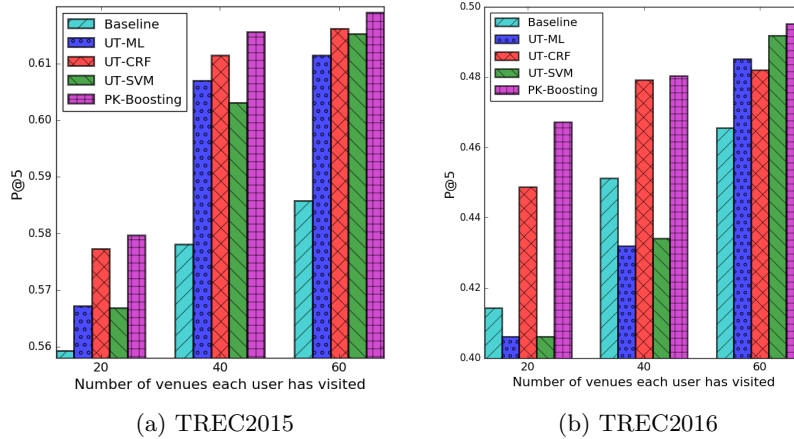 0.61
0.60
0.59
0.58
0.57
0.56
P@5
Baseline
UT-ML
UT-CRF
UT-SVM
PK-Boosting
20
40
60
Number of venues each user has visited
(a) TREC2015
0.50
0.48
0.46
0.44
0.42
0.40
P@5
Baseline
UT-ML
UT-CRF
UT-SVM
PK-Boosting
20
40
60
Number of venues each user has visited
(b) TREC2016